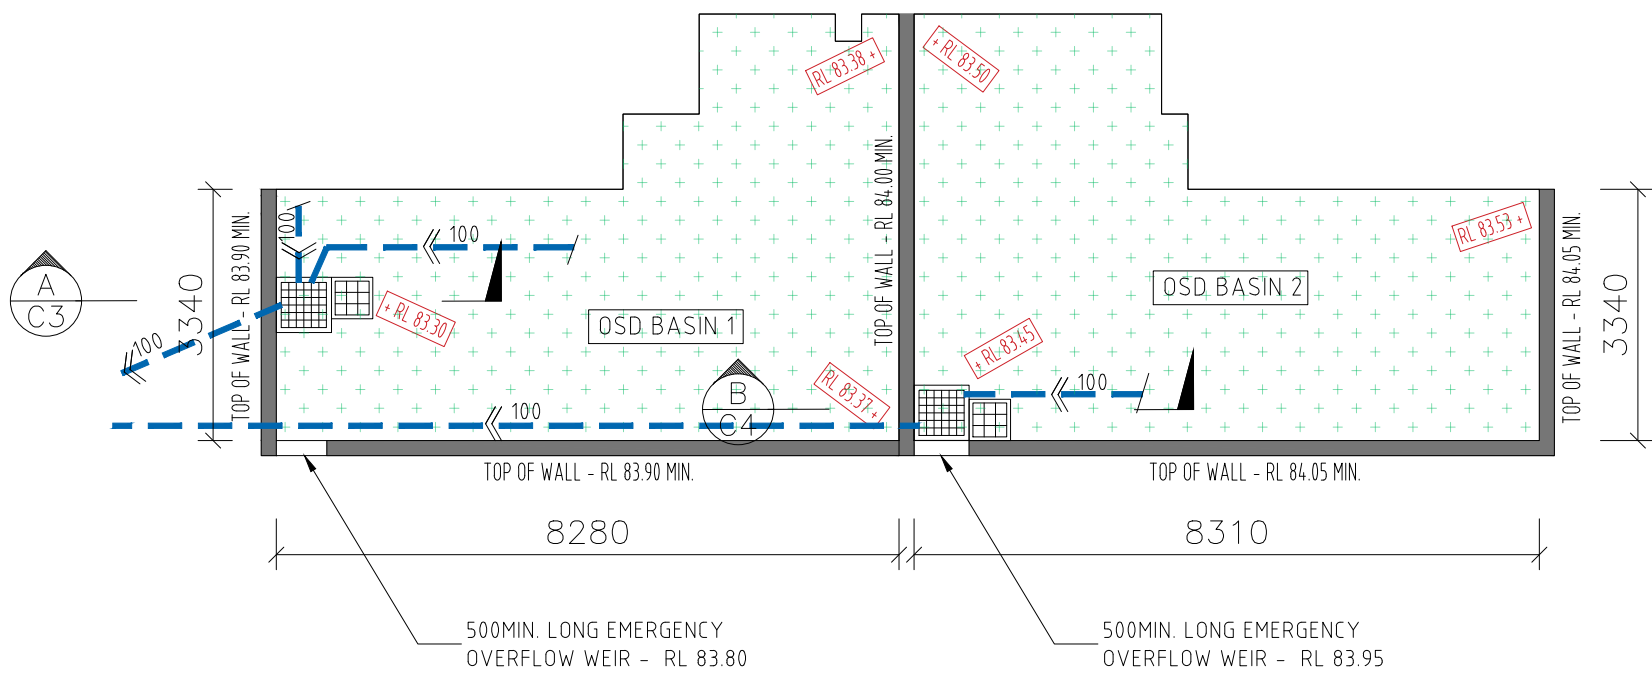 RL 83.38 +
+ RL 83.50
TOP OF WALL - RL 84.00 MIN.
100
100
A
C3
3340
TOP OF WALL - RL 83.90 MIN.
100
+ RL 83.30
OSD BASIN 1
RL 83.53 +
OSD BASIN 2
TOP OF WALL - RL 84.05 MIN.
3340
+ RL 83.45
RL 83.37 +
B
C4
100
100
TOP OF WALL - RL 83.90 MIN.
TOP OF WALL - RL 84.05 MIN.
8280
8310
500MIN. LONG EMERGENCY
OVERFLOW WEIR - RL 83.80
500MIN. LONG EMERGENCY
OVERFLOW WEIR - RL 83.95